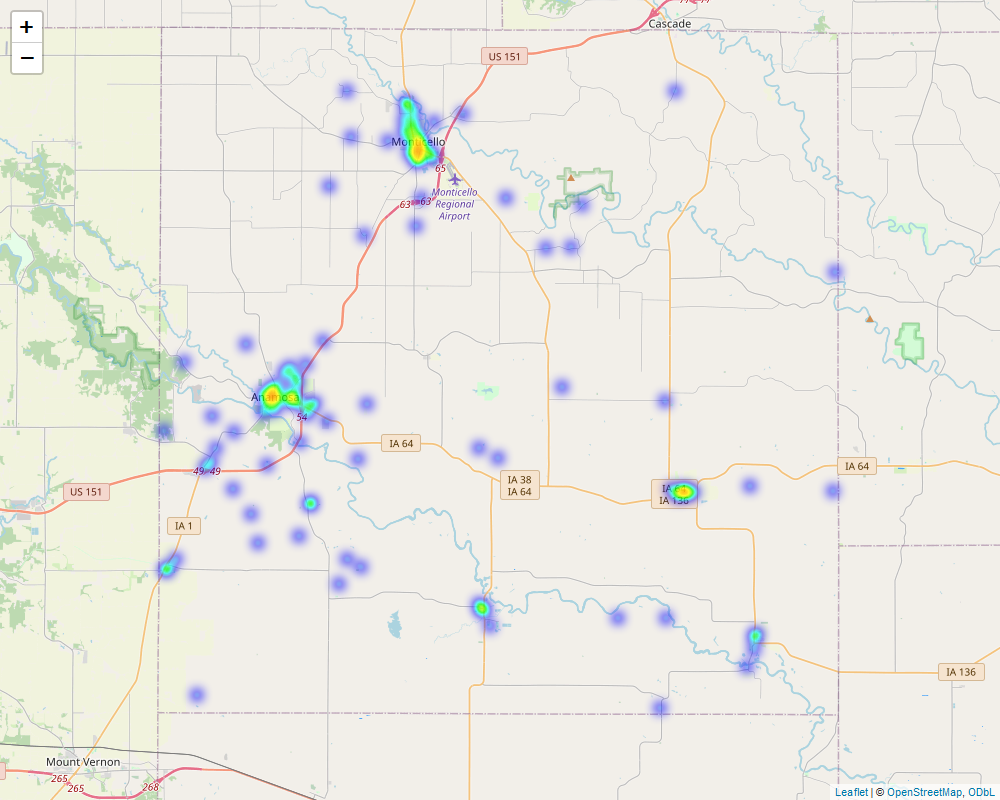 +
−
Cascade
US 151
Monticello
65
Monticello
Regional
Airport
63
63
Anamosa
54
IA 64
IA 38
IA 64
IA 64
IA 136
IA 64
49
49
US 151
IA 1
IA 136
Mount Vernon
265
265
268
Leaflet | © OpenStreetMap, ODbL